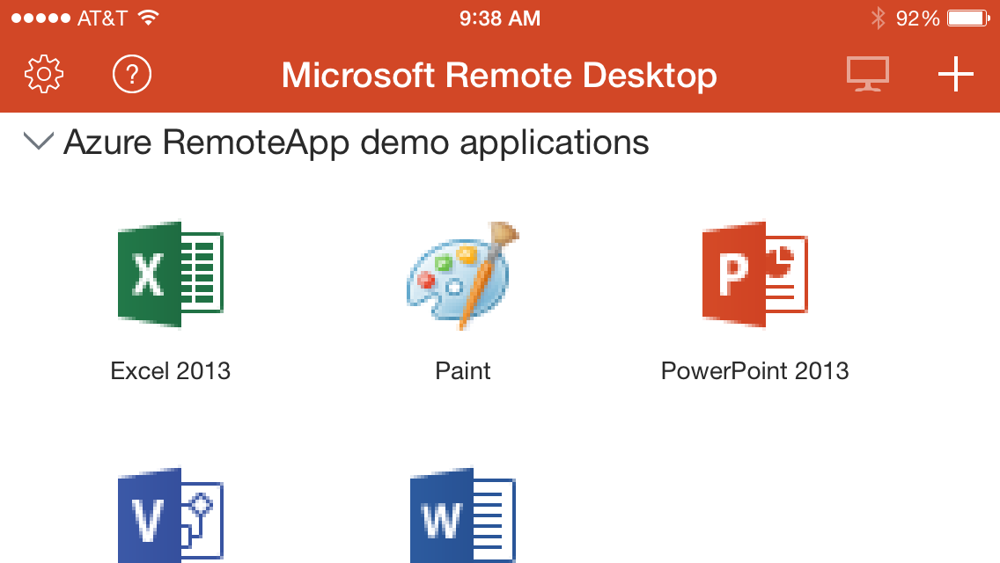 AT&T 9:38 AM 92%
? Microsoft Remote Desktop
Azure RemoteApp demo applications
X P
Excel 2013 Paint PowerPoint 2013
V W